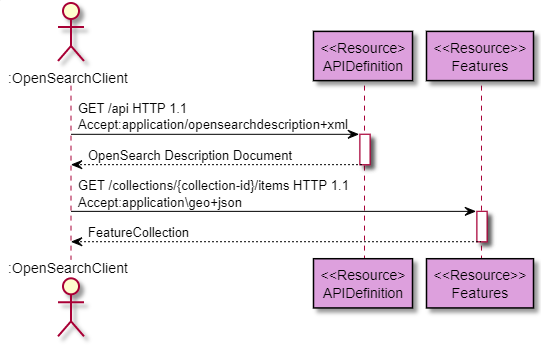 :OpenSearchClient
<<Resource>
APIDefinition
<<Resource>>
Features
GET /api HTTP 1.1
Accept:application/opensearchdescription+xml
OpenSearch Description Document
GET /collections/{collection-id}/items HTTP 1.1
Accept:application\geo+json
FeatureCollection
:OpenSearchClient
<<Resource>
APIDefinition
<<Resource>>
Features